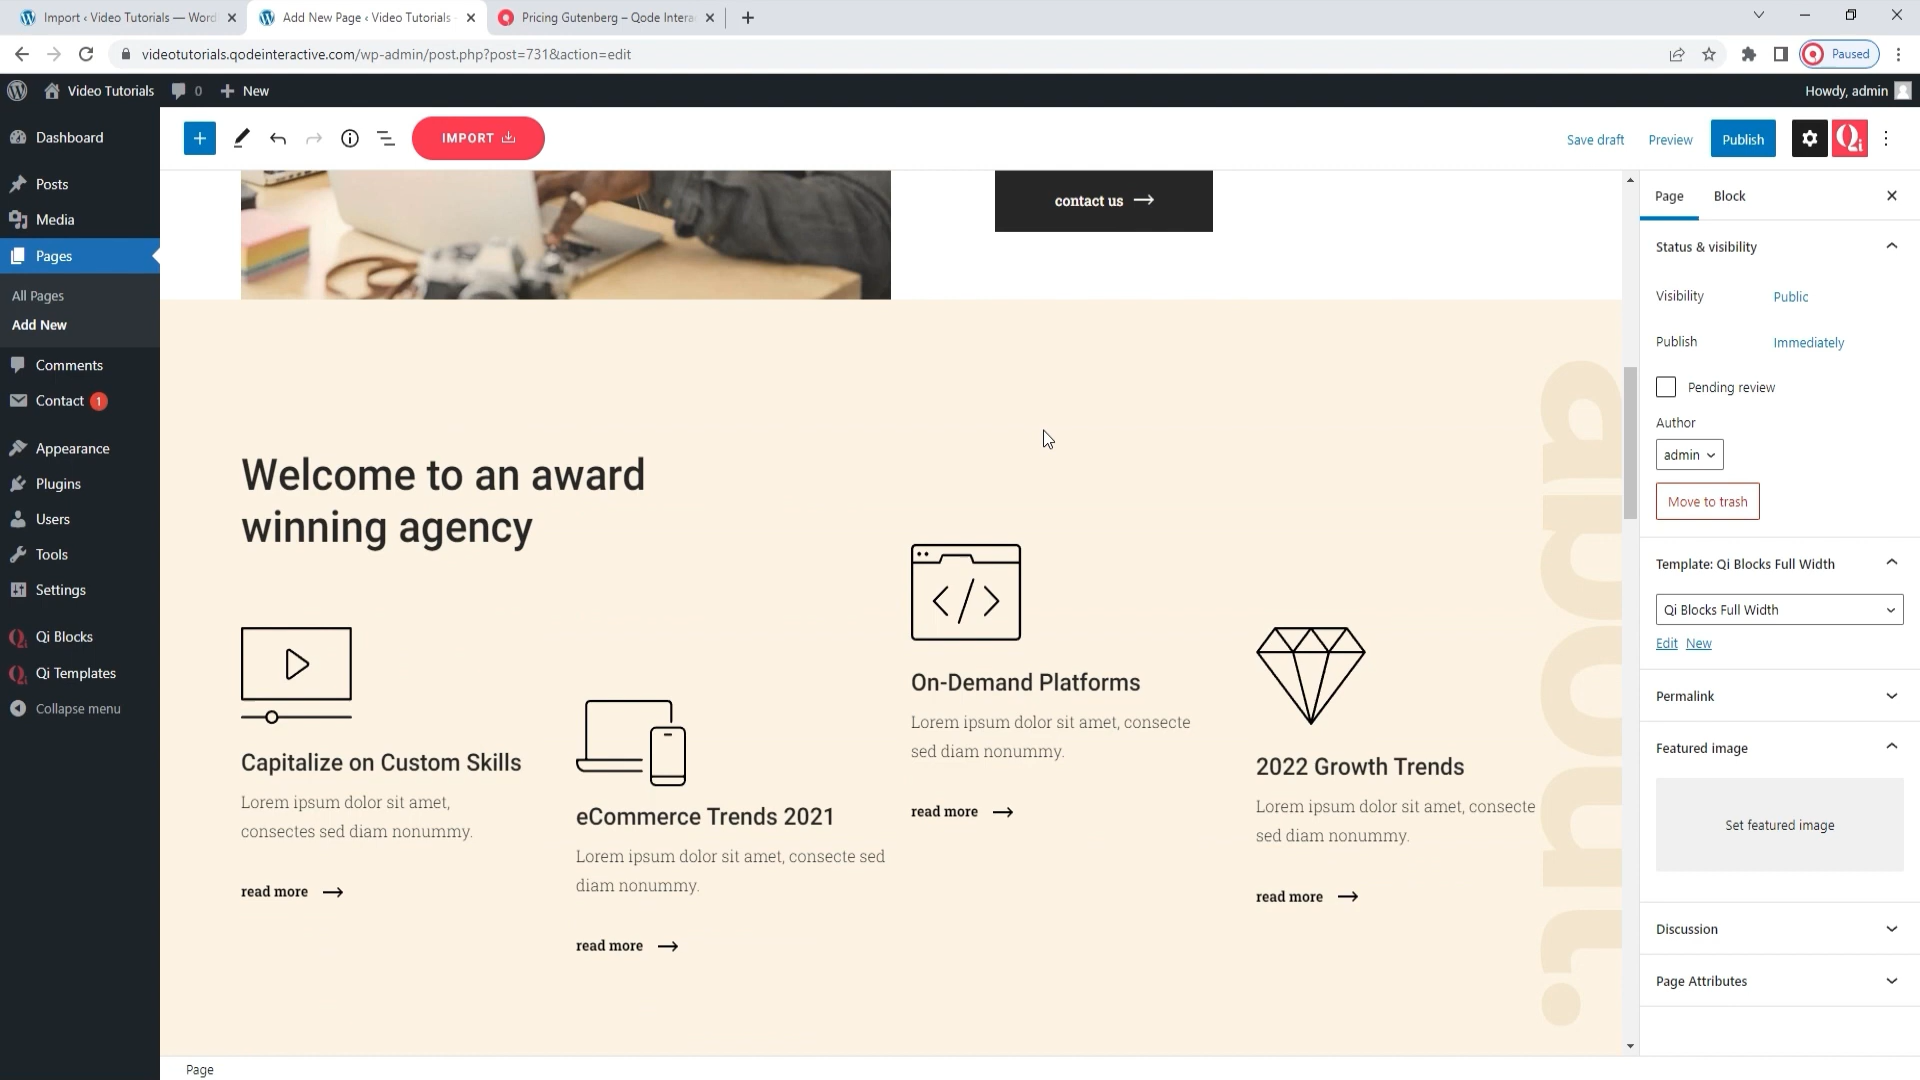 Import ‹ Video Tutorials — Word
Add New Page ‹ Video Tutorials
Pricing Gutenberg – Qode Intera
videotutorials.qodeinteractive.com/wp-admin/post.php?post=731&action=edit
Paused
Video Tutorials
0
New
Howdy, admin
Dashboard
Posts
Media
Pages
All Pages
Add New
Comments
Contact 1
Appearance
Plugins
Users
Tools
Settings
Qi Blocks
Qi Templates
Collapse menu
IMPORT
Save draft
Preview
Publish
contact us
about.
Welcome to an award
winning agency
Capitalize on Custom Skills
Lorem ipsum dolor sit amet,
consectes sed diam nonummy.
read more
eCommerce Trends 2021
Lorem ipsum dolor sit amet, consecte sed
diam nonummy.
read more
On-Demand Platforms
Lorem ipsum dolor sit amet, consecte
sed diam nonummy.
read more
2022 Growth Trends
Lorem ipsum dolor sit amet, consecte
sed diam nonummy.
read more
Page
Block
Status & visibility
Visibility
Public
Publish
Immediately
Pending review
Author
admin
Move to trash
Template: Qi Blocks Full Width
Qi Blocks Full Width
Edit New
Permalink
Featured image
Set featured image
Discussion
Page Attributes
Page